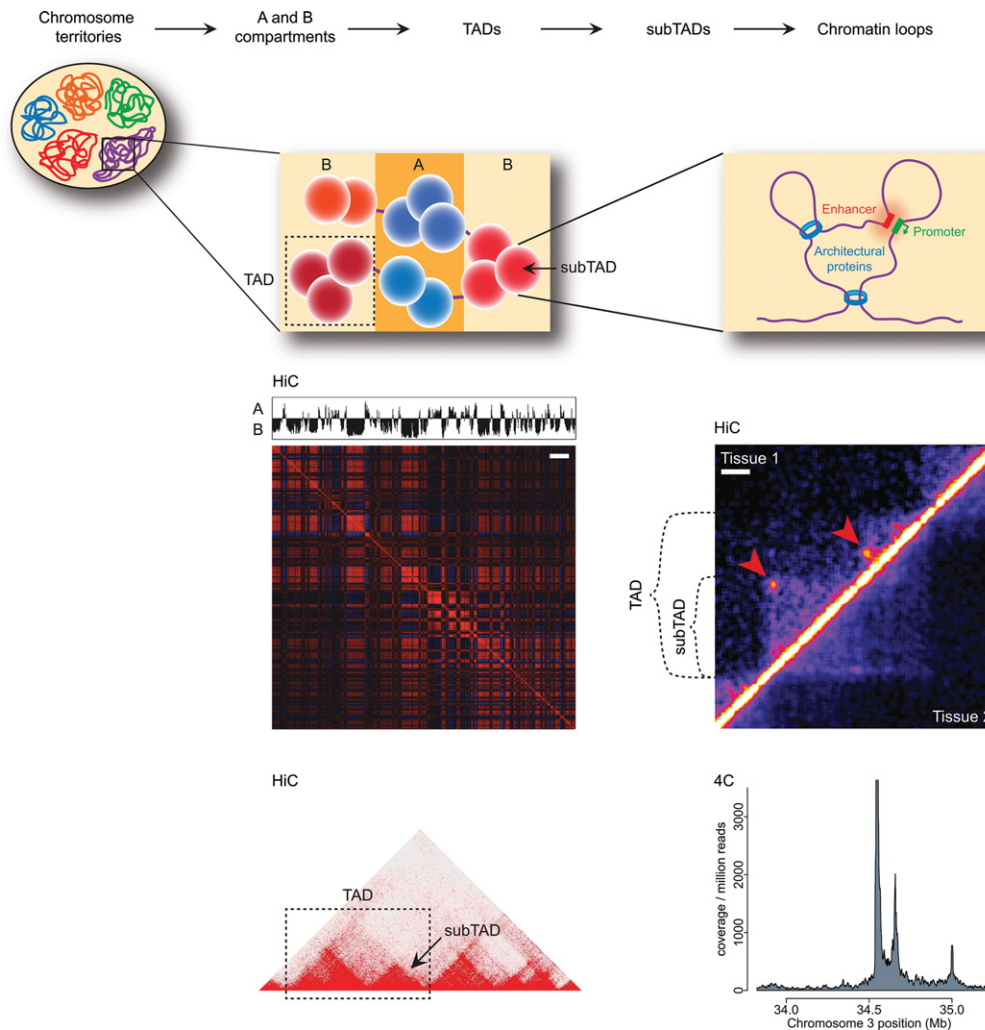 Chromosome
territories
A and B
compartments
TADs
subTADs
Chromatin loops
B
A
B
TAD
subTAD
Enhancer
Promoter
Architectural
proteins
HiC
A
B
HiC
Tissue 1
TAD
subTAD
Tissue 2
HiC
TAD
subTAD
4C
coverage / million reads
3000
2000
1000
0
34.0
34.5
35.0
Chromosome 3 position (Mb)